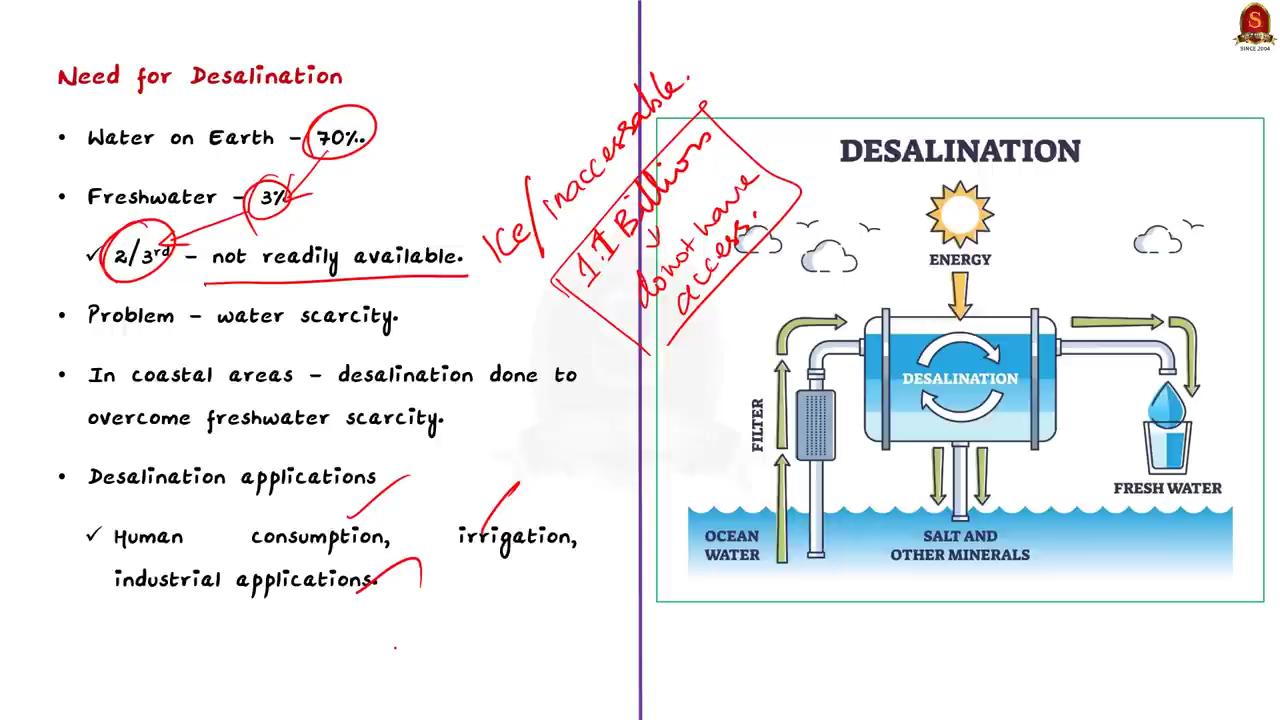 Need for Desalination
• Water on Earth – 70%.
• Freshwater – 3%
✓ 2/3rd – not readily available.
• Problem – water scarcity.
• In coastal areas – desalination done to
overcome freshwater scarcity.
• Desalination applications
✓ Human consumption, irrigation,
industrial applications.
Ice/inaccessable.
1.1 Billion
do not have
access.
S
SINCE 2004
DESALINATION
ENERGY
DESALINATION
FILTER
FRESH WATER
OCEAN
WATER
SALT AND
OTHER MINERALS